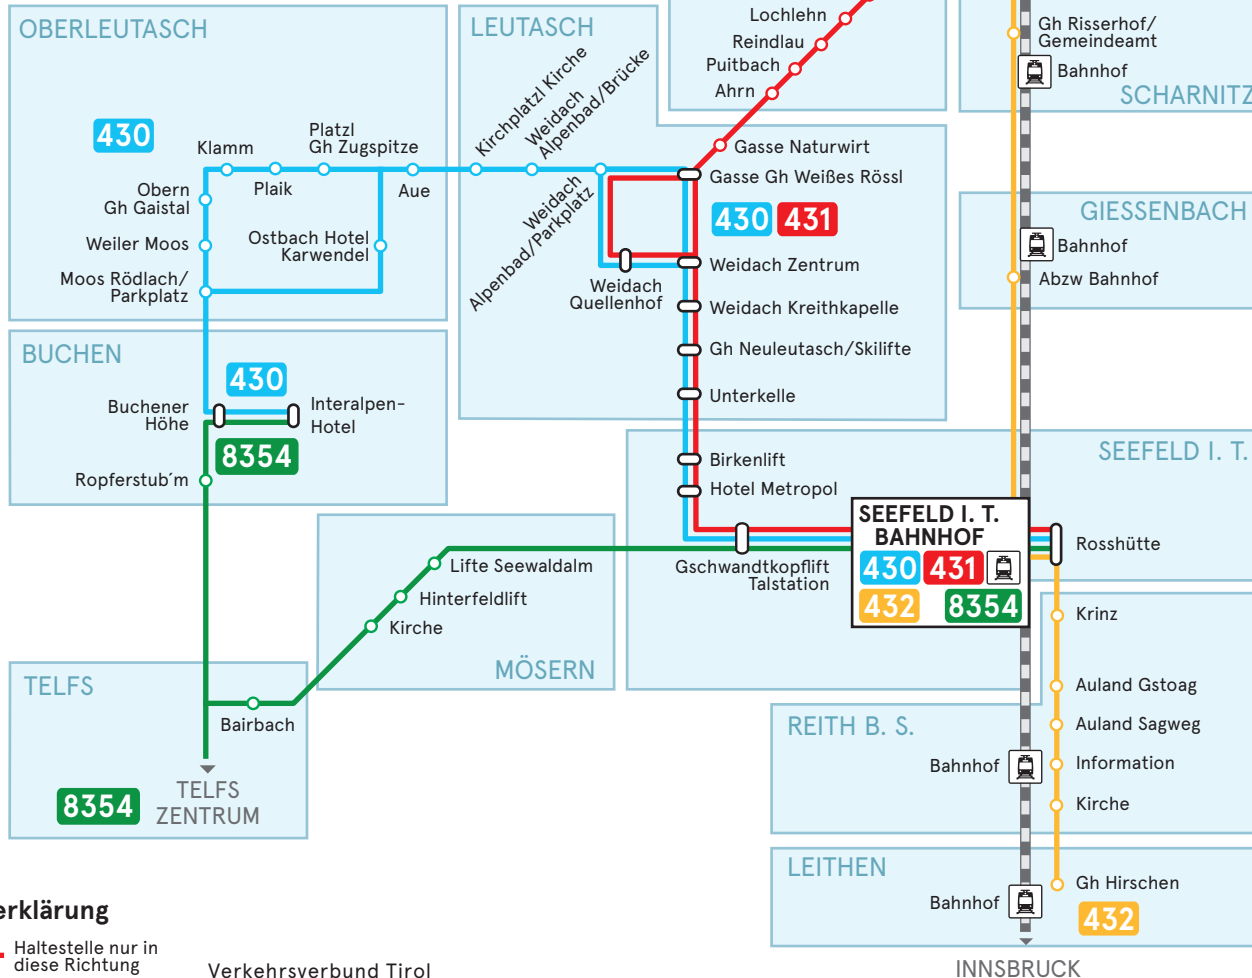 OBERLEUTASCH
430
Klamm
Platzl
Gh Zugspitze
Plaik
Aue
Obern
Gh Gaistal
Weiler Moos
Ostbach Hotel
Karwendel
Moos Rödlach/
Parkplatz
LEUTASCH
Kirchplatzl Kirche
Weidach
Alpenbad/Brücke
Weidach
Alpenbad/Parkplatz
Lochlehn
Reindlau
Puitbach
Ahrn
Gasse Naturwirt
Gasse Gh Weißes Rössl
430 431
Weidach Zentrum
Weidach
Quellenhof
Weidach Kreithkapelle
Gh Neuleutasch/Skilifte
Unterkelle
Gh Risserhof/
Gemeindeamt
Bahnhof
SCHARNITZ
GIESSENBACH
Bahnhof
Abzw Bahnhof
BUCHEN
430
Buchener
Höhe
Interalpen-
Hotel
8354
Ropferstub´m
SEEFELD I. T.
Birkenlift
Hotel Metropol
Gschwandtkopflift
Talstation
SEEFELD I. T.
BAHNHOF
430 431
432 8354
Rosshütte
Lifte Seewaldalm
Hinterfeldlift
Kirche
MÖSERN
TELFS
Bairbach
8354
TELFS
ZENTRUM
Krinz
Auland Gstoag
Auland Sagweg
REITH B. S.
Bahnhof
Information
Kirche
LEITHEN
Bahnhof
Gh Hirschen
432
INNSBRUCK
erklärung
Haltestelle nur in
diese Richtung
Verkehrsverbund Tirol